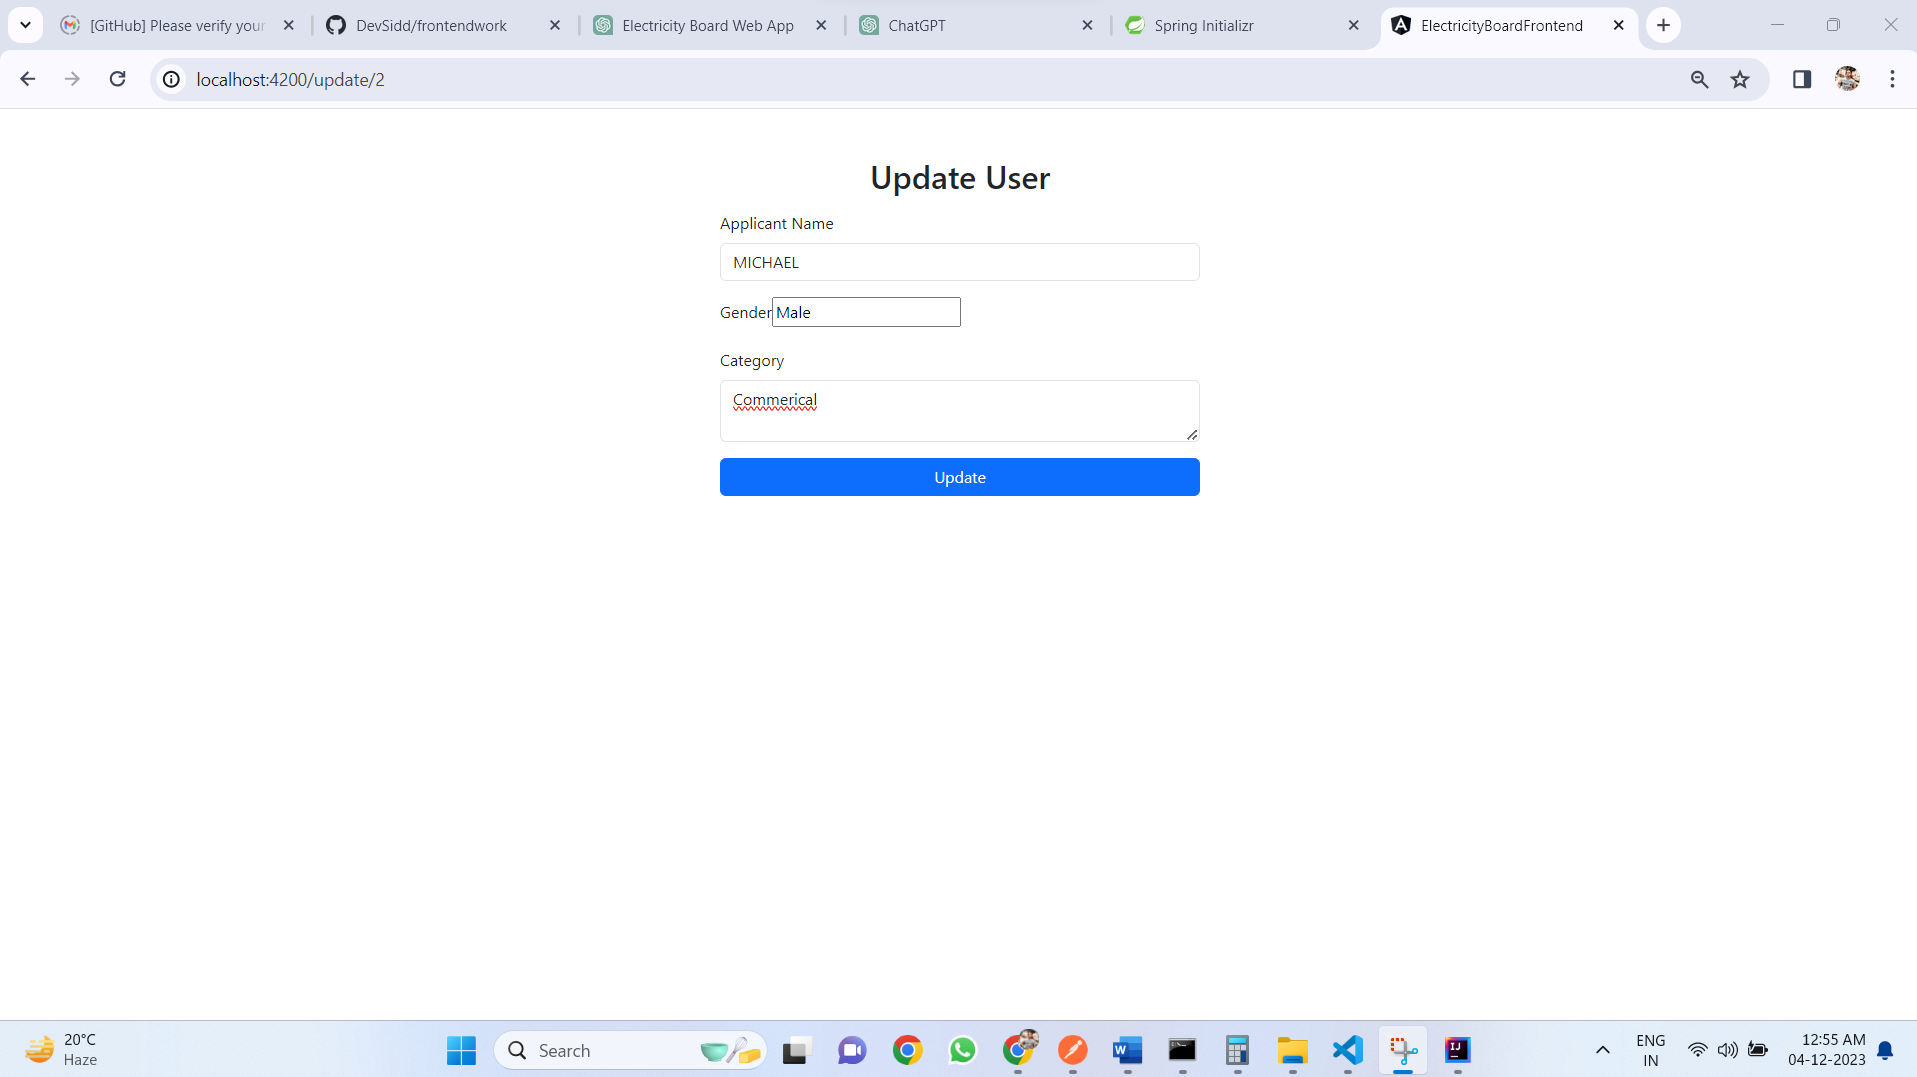 [GitHub] Please verify your
DevSidd/frontendwork
Electricity Board Web App
ChatGPT
Spring Initializr
ElectricityBoardFrontend
localhost:4200/update/2
Update User
Applicant Name
MICHAEL
Gender Male
Category
Commerical
Update
20°C
Haze
Search
W
IJ
ENG
IN
12:55 AM
04-12-2023